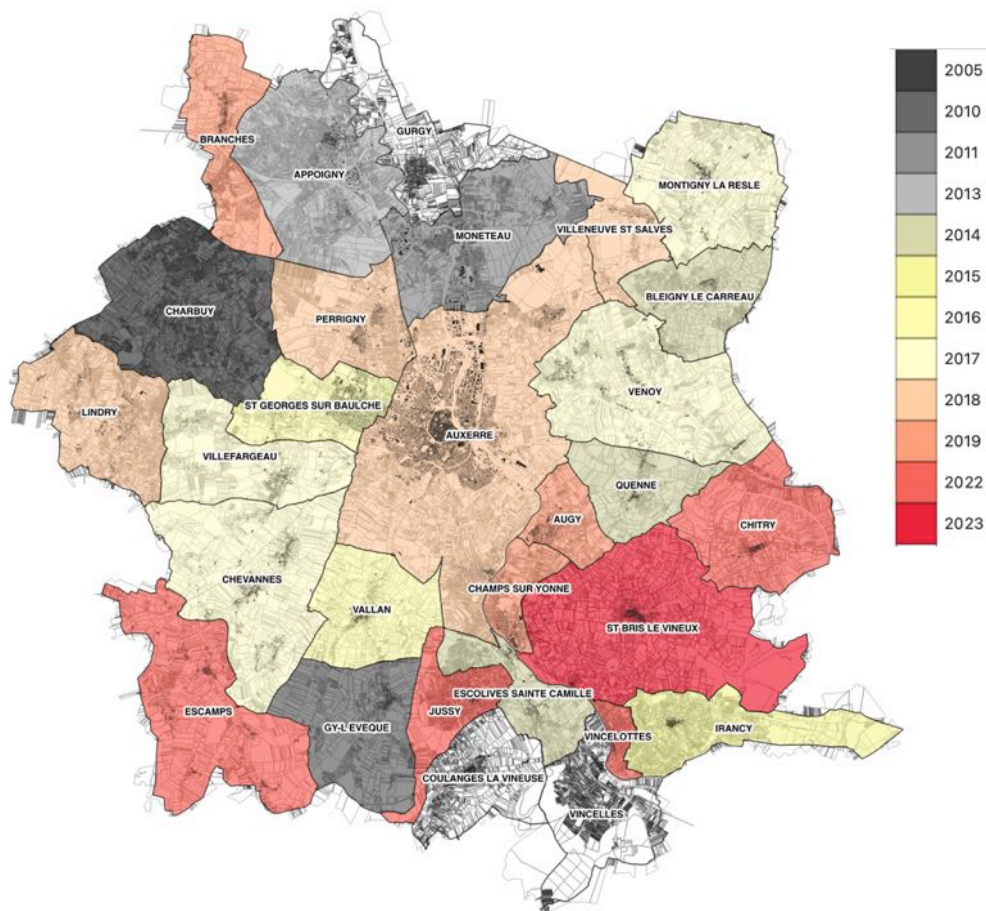 2005
2010
2011
2013
2014
2015
2016
2017
2018
2019
2022
2023
GURGY
BRANCHES
APPOIGNY
MONTIGNY LA RESLE
MONETEAU
VILLENEUVE ST SALVES
BLEIGNY LE CARREAU
CHARBUY
PERRIGNY
VENOY
ST GEORGES SUR BAULCHE
LINDRY
AUXERRE
VILLEFARGEAU
QUENNE
AUGY
CHITRY
CHEVANNES
CHAMPS SUR YONNE
VALLAN
ST BRIS LE VINEUX
ESCOLIVES SAINTE CAMILLE
ESCAMPS
JUSSY
GY-L EVEQUE
IRANCY
VINCELOTTES
COULANGES LA VINEUSE
VINCELLES